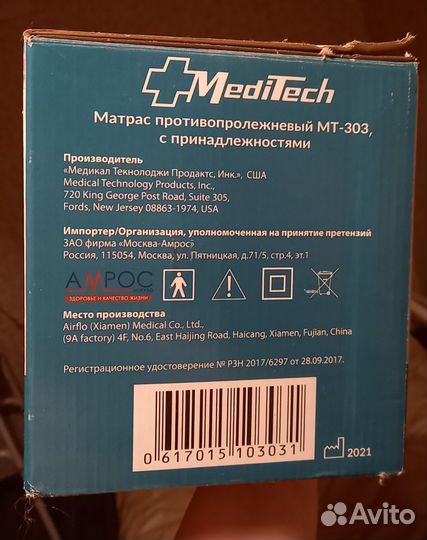 MediTech
Матрас противопролежневый МТ-303,
с принадлежностями
Производитель
«Медикал Текнолоджи Продактс, Инк.», США
Medical Technology Products, Inc.,
720 King George Post Road, Suite 305,
Fords, New Jersey 08863-1974, USA
Импортер/Организация, уполномоченная на принятие претензий
ЗАО фирма «Москва-Амрос»
Россия, 115054, Москва, ул. Пятницкая, д.71/5, стр.4, эт.1
АМРОС
МОСКВА
ЗДОРОВЬЕ И КАЧЕСТВО ЖИЗНИ
Место производства
Airflo (Xiamen) Medical Co., Ltd.,
(9A factory) 4F, No.6, East Haijing Road, Haicang, Xiamen, Fujian, China
Регистрационное удостоверение № РЗН 2017/6297 от 28.09.2017.
0 617015 103031
2021
Avito